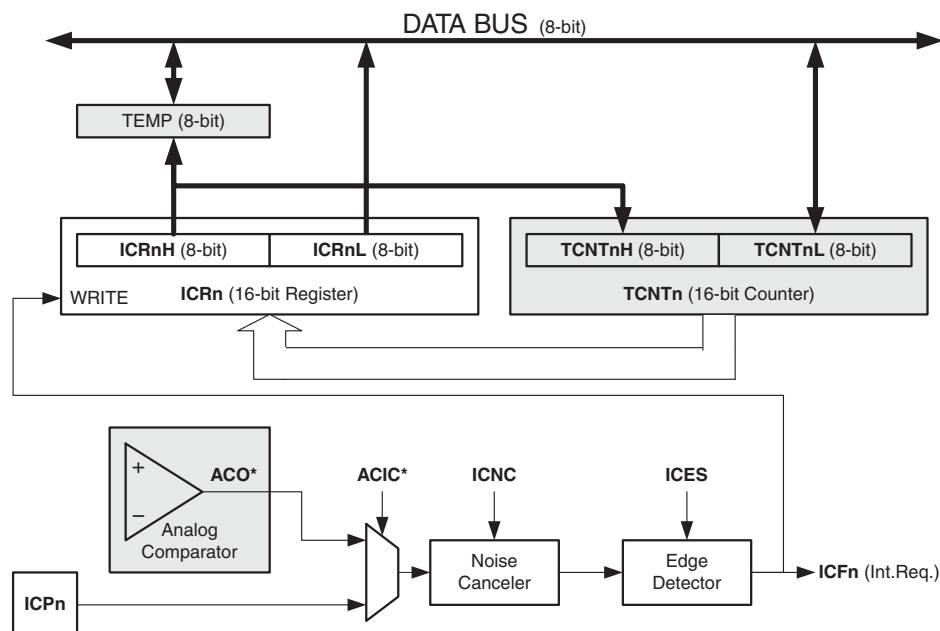 DATA BUS (8-bit)
TEMP (8-bit)
ICRnH (8-bit)
ICRnL (8-bit)
TCNTnH (8-bit)
TCNTnL (8-bit)
WRITE
ICRn (16-bit Register)
TCNTn (16-bit Counter)
+
−
ACO*
Analog
Comparator
ACIC*
ICNC
ICES
Noise
Canceler
Edge
Detector
ICFn (Int.Req.)
ICPn